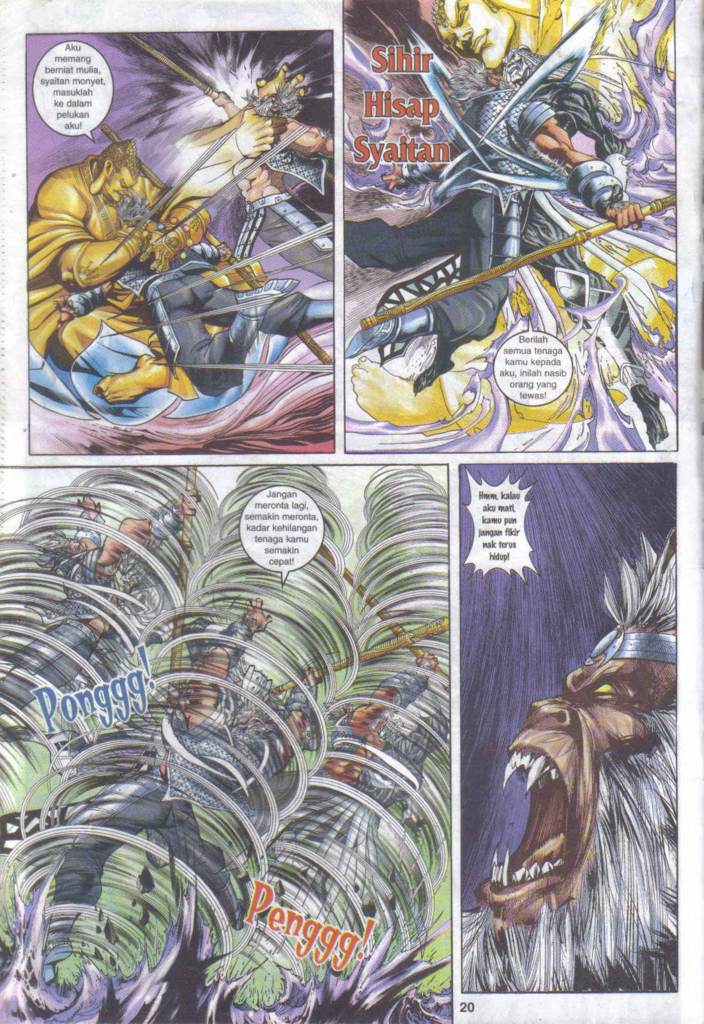 Aku
memang
berniat mulia,
syaitan monyet,
masuklah
ke dalam
pelukan
aku!
Sihir
Hisap
Syaitan
Berilah
semua tenaga
kamu kepada
aku, inilah nasib
orang yang
tewas!
Jangan
meronta lagi,
semakin meronta,
kadar kehilangan
tenaga kamu
semakin
cepat!
Ponggg!
Penggg!
Hmm, kalau
aku mati,
kamu pun
jangan fikir
nak terus
hidup!
20